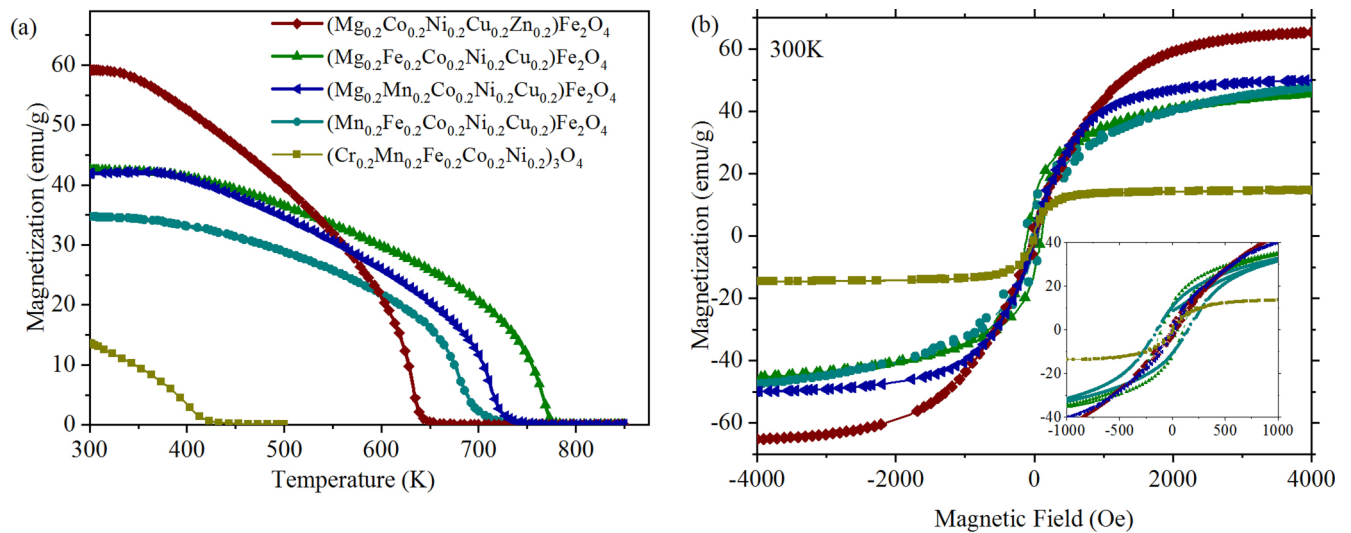 (a)
(Mg0.2Co0.2Ni0.2Cu0.2Zn0.2)Fe2O4
(Mg0.2Fe0.2Co0.2Ni0.2Cu0.2)Fe2O4
(Mg0.2Mn0.2Co0.2Ni0.2Cu0.2)Fe2O4
(Mn0.2Fe0.2Co0.2Ni0.2Cu0.2)Fe2O4
(Cr0.2Mn0.2Fe0.2Co0.2Ni0.2)3O4
Magnetization (emu/g)
60
50
40
30
20
10
0
300 400 500 600 700 800
Temperature (K)
(b)
300K
Magnetization (emu/g)
60
40
20
0
-20
-40
-60
-4000 -2000 0 2000 4000
Magnetic Field (Oe)
40
20
0
-20
-40
-1000 -500 0 500 1000